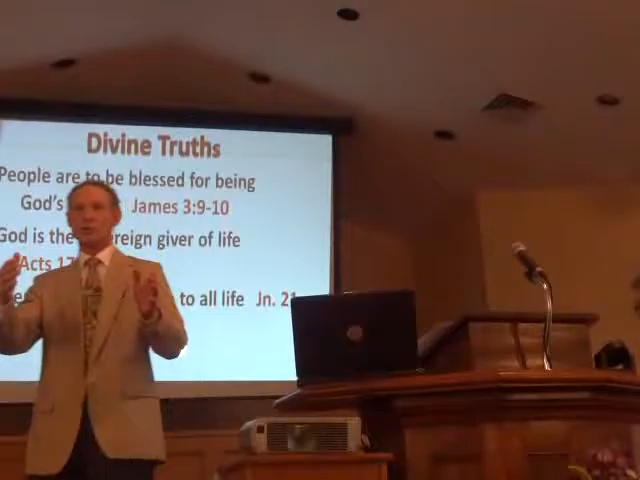 Divine Truths
People are to be blessed for being
God's James 3:9-10
God is the reign giver of life
Acts
to all life Jn. 21